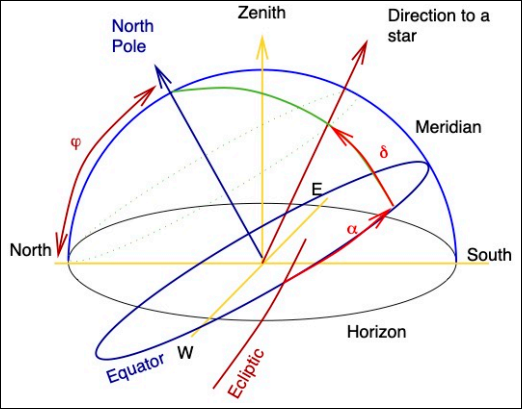 Zenith
Direction to a
star
North
Pole
Meridian
φ
δ
E
α
North
South
Horizon
W
Equator
Ecliptic